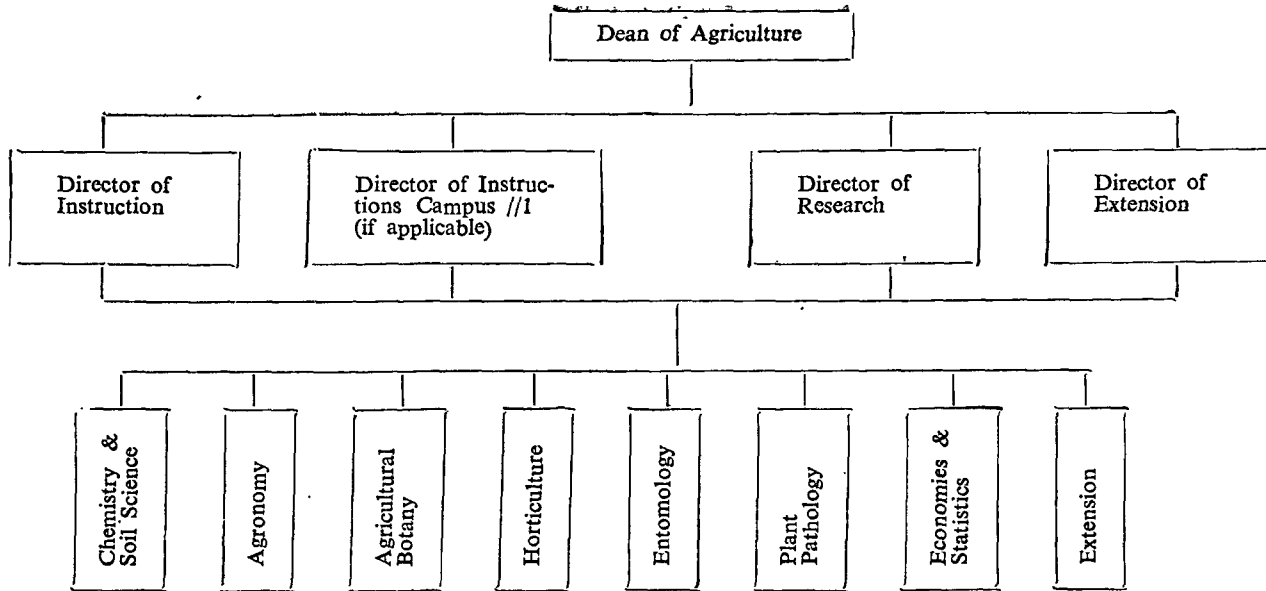 Dean of Agriculture
Director of
Instruction
Director of Instruc-
tions Campus //1
(if applicable)
Director of
Research
Director of
Extension
Chemistry &
Soil Science
Agronomy
Agricultural
Botany
Horticulture
Entomology
Plant
Pathology
Economies &
Statistics
Extension